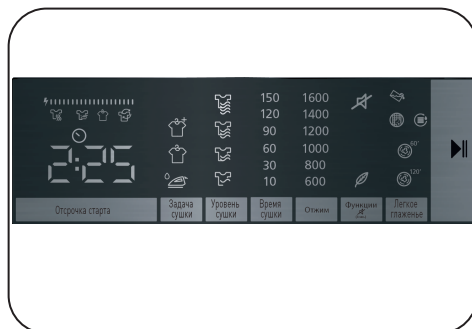 150 1600
120 1400
90 1200
60 1000
30 800
10 600
60'
120'
2:25
Отсрочка старта
Задача сушки
Уровень сушки
Время сушки
Отжим
Функции
Легкое глаженье